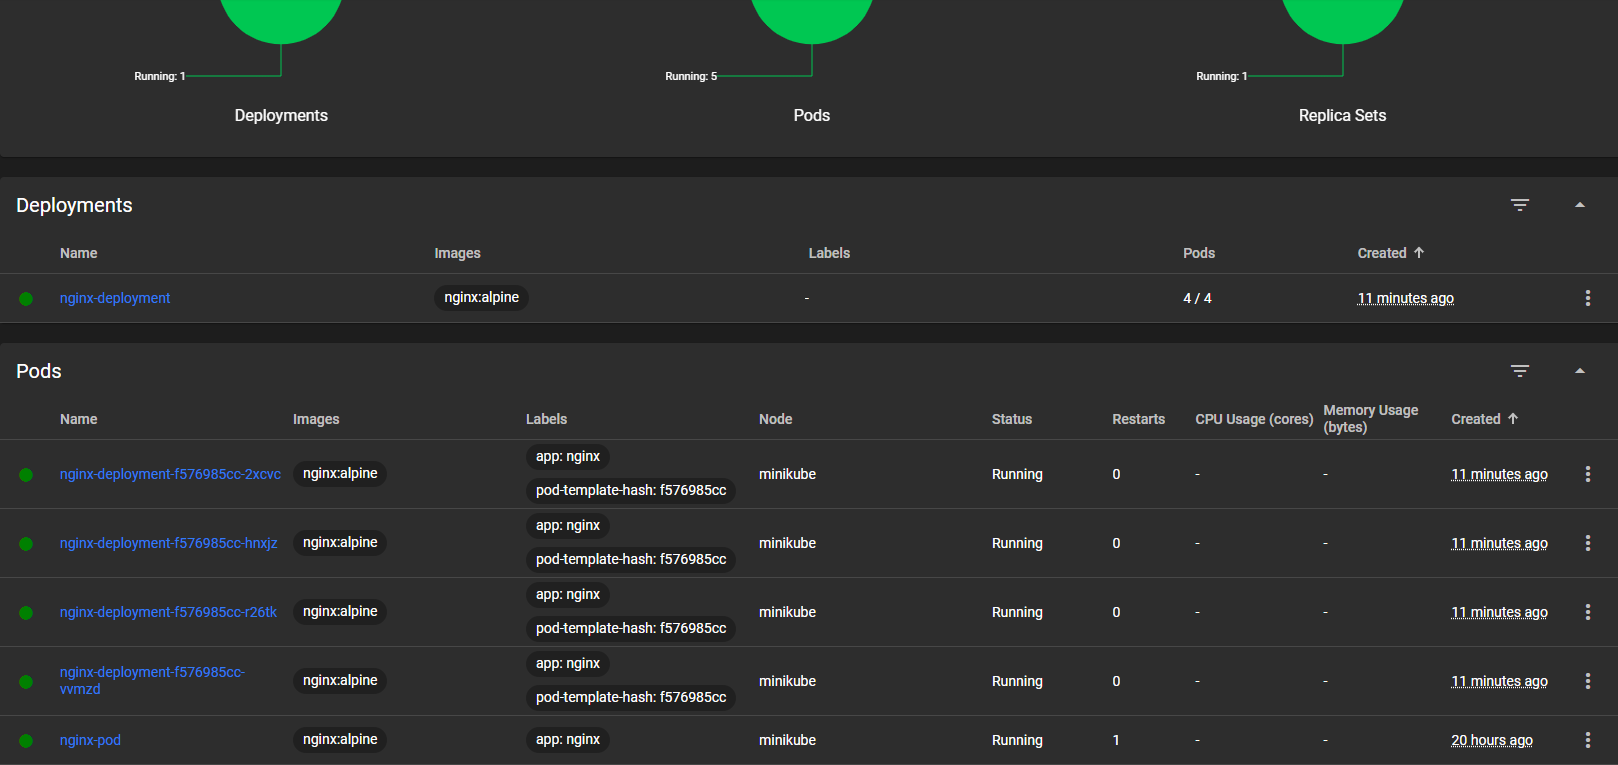 Running: 1
Running: 5
Running: 1
Deployments
Pods
Replica Sets
Deployments
Name Images Labels Pods Created
nginx-deployment nginx:alpine - 4 / 4 11 minutes ago
Pods
Name Images Labels Node Status Restarts CPU Usage (cores) Memory Usage (bytes) Created
nginx-deployment-f576985cc-2xcvc nginx:alpine app: nginx minikube Running 0 - - 11 minutes ago
pod-template-hash: f576985cc
nginx-deployment-f576985cc-hnxjz nginx:alpine app: nginx minikube Running 0 - - 11 minutes ago
pod-template-hash: f576985cc
nginx-deployment-f576985cc-r26tk nginx:alpine app: nginx minikube Running 0 - - 11 minutes ago
pod-template-hash: f576985cc
nginx-deployment-f576985cc-vvmzd nginx:alpine app: nginx minikube Running 0 - - 11 minutes ago
pod-template-hash: f576985cc
nginx-pod nginx:alpine app: nginx minikube Running 1 - - 20 hours ago